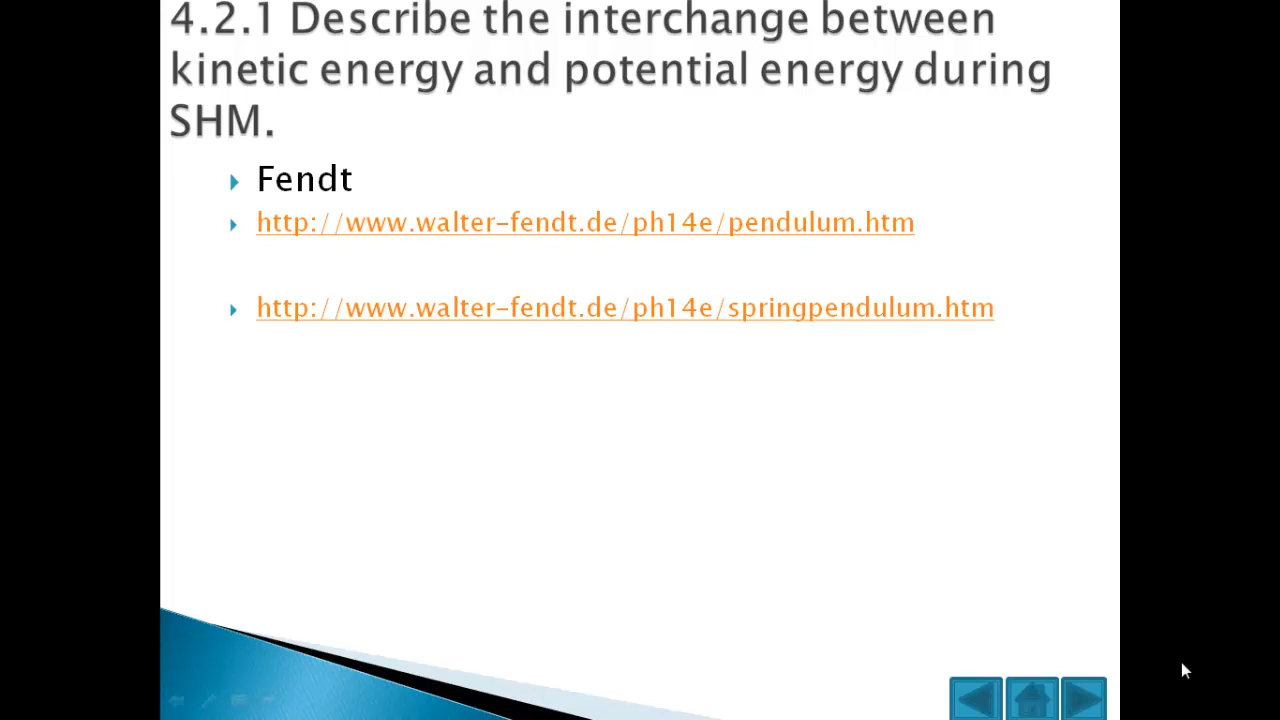 4.2.1 Describe the interchange between
kinetic energy and potential energy during
SHM.
Fendt
http://www.walter-fendt.de/ph14e/pendulum.htm
http://www.walter-fendt.de/ph14e/springpendulum.htm